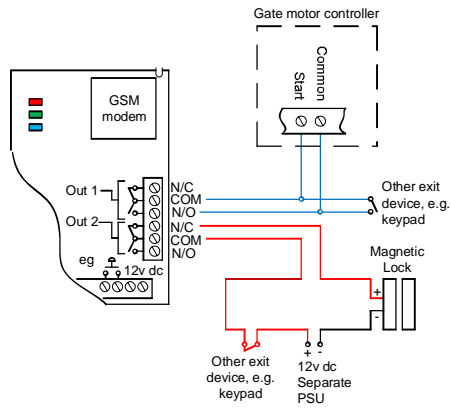 Gate motor controller
Start
Common
GSM
modem
Out 1
Out 2
N/C
COM
N/O
N/C
COM
N/O
eg
12v dc
Other exit
device, e.g.
keypad
Magnetic
Lock
+
-
Other exit
device, e.g.
keypad
+ -
12v dc
Separate
PSU